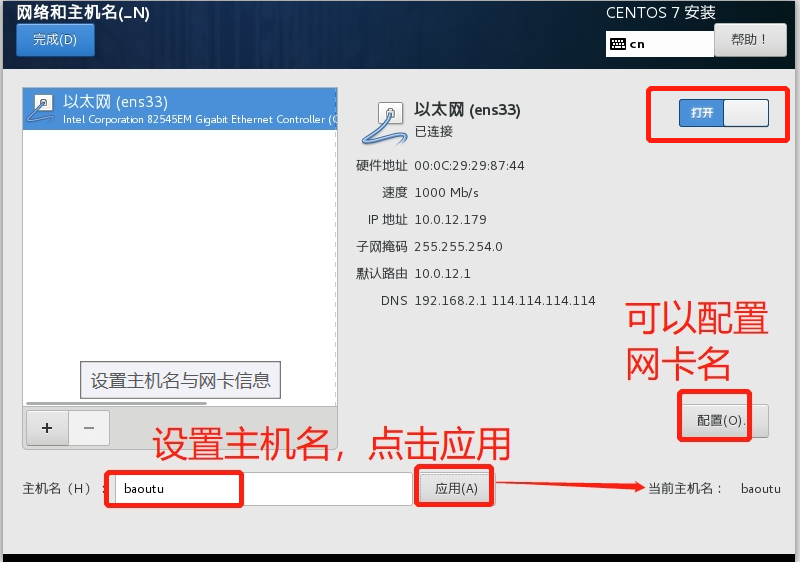 网络和主机名(_N)
CENTOS 7 安装
完成(D)
cn
帮助！
以太网 (ens33)
Intel Corporation 82545EM Gigabit Ethernet Controller (
以太网 (ens33)
已连接
打开
硬件地址 00:0C:29:29:87:44
速度 1000 Mb/s
IP 地址 10.0.12.179
子网掩码 255.255.254.0
默认路由 10.0.12.1
DNS 192.168.2.1 114.114.114.114
可以配置
网卡名
设置主机名与网卡信息
+ −
配置(O)...
设置主机名，点击应用
主机名（H）： baoutu
应用(A)
当前主机名： baoutu